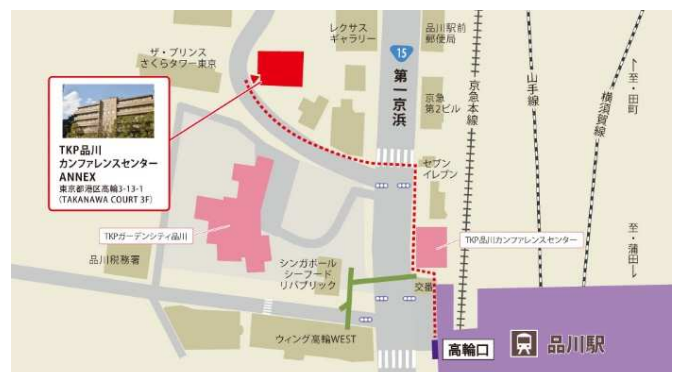 レクサス
ギャラリー
品川駅前
郵便局
ザ・プリンス
さくらタワー東京
15
第一京浜
京急
第2ビル
京急本線
山手線
横須賀線
↑至・田町
TKP品川
カンファレンスセンター
ANNEX
東京都港区高輪3-13-1
(TAKANAWA COURT 3F)
セブン
イレブン
TKPガーデンシティ品川
TKP品川カンファレンスセンター
至・蒲田↓
品川税務署
シンガポール
シーフード
リパブリック
交番
ウィング高輪WEST
高輪口
品川駅